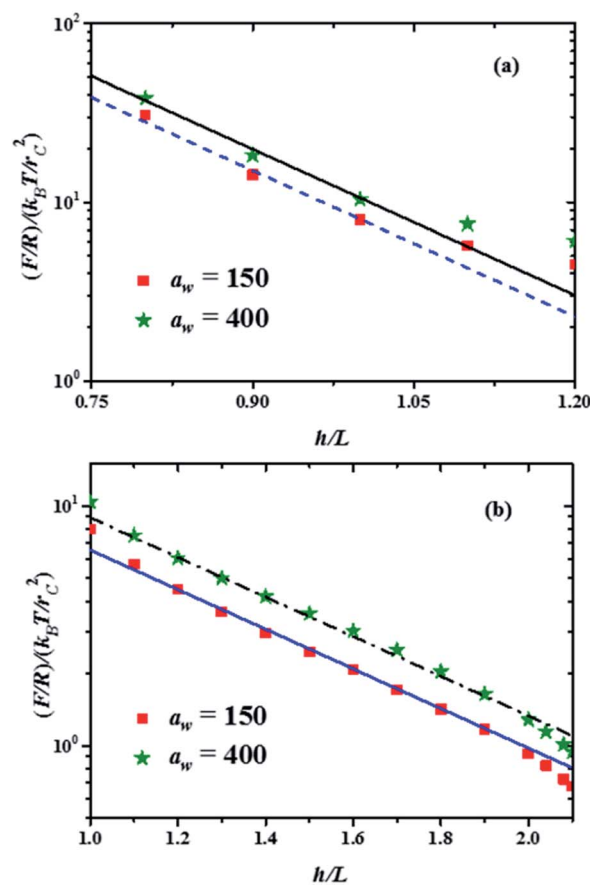 10²
(a)
(F/R)/(k_BT/r_C²)
10¹
a_w = 150
a_w = 400
10⁰
0.75 0.90 1.05 1.20
h/L
10¹
(b)
(F/R)/(k_BT/r_C²)
a_w = 150
10⁰
a_w = 400
1.0 1.2 1.4 1.6 1.8 2.0
h/L